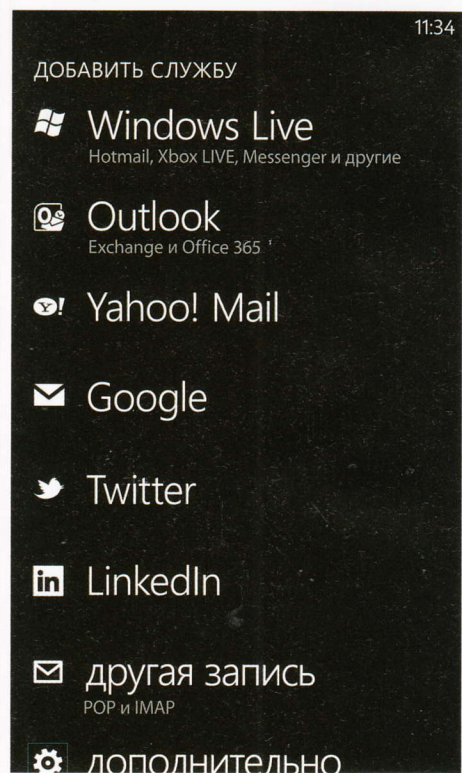 11:34
ДОБАВИТЬ СЛУЖБУ
Windows Live
Hotmail, Xbox LIVE, Messenger и другие
Outlook
Exchange и Office 365
Yahoo! Mail
Google
Twitter
in LinkedIn
другая запись
POP и IMAP
дополнительно